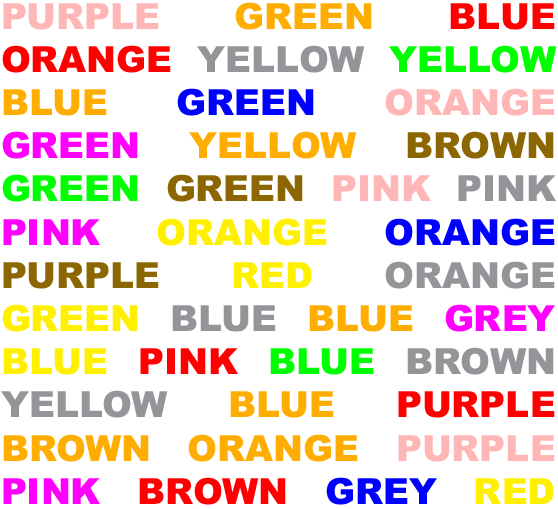 PURPLE GREEN BLUE
ORANGE YELLOW YELLOW
BLUE GREEN ORANGE
GREEN YELLOW BROWN
GREEN GREEN PINK PINK
PINK ORANGE ORANGE
PURPLE RED ORANGE
GREEN BLUE BLUE GREY
BLUE PINK BLUE BROWN
YELLOW BLUE PURPLE
BROWN ORANGE PURPLE
PINK BROWN GREY RED